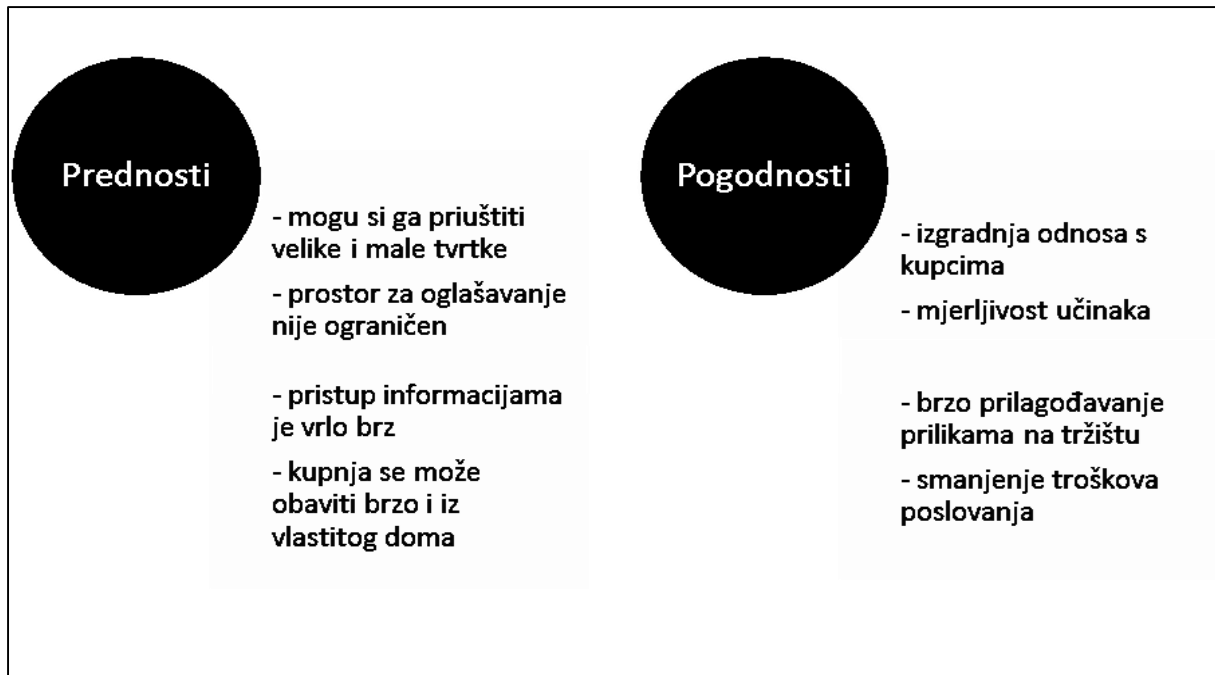 Prednosti
- mogu si ga priuštiti
velike i male tvrtke
- prostor za oglašavanje
nije ograničen
- pristup informacijama
je vrlo brz
- kupnja se može
obaviti brzo i iz
vlastitog doma
Pogodnosti
- izgradnja odnosa s
kupcima
- mjerljivost učinaka
- brzo prilagođavanje
prilikama na tržištu
- smanjenje troškova
poslovanja